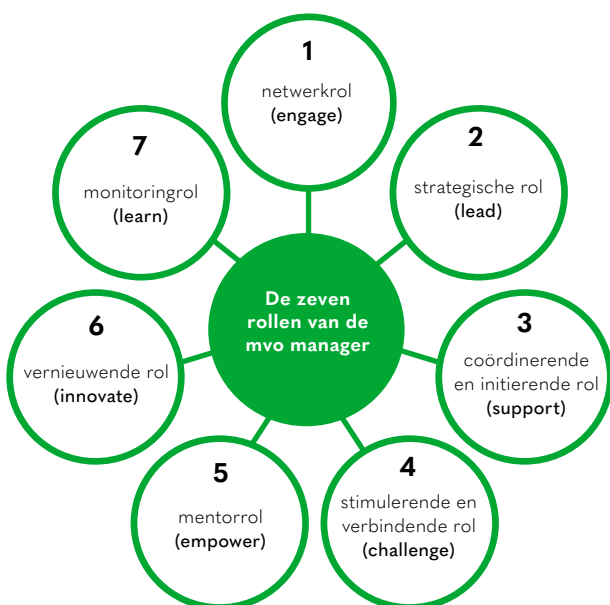 De zeven
rollen van de
mvo manager
1
netwerkrol
(engage)
2
strategische rol
(lead)
3
coördinerende
en initierende rol
(support)
4
stimulerende en
verbindende rol
(challenge)
5
mentorrol
(empower)
6
vernieuwende rol
(innovate)
7
monitoringrol
(learn)